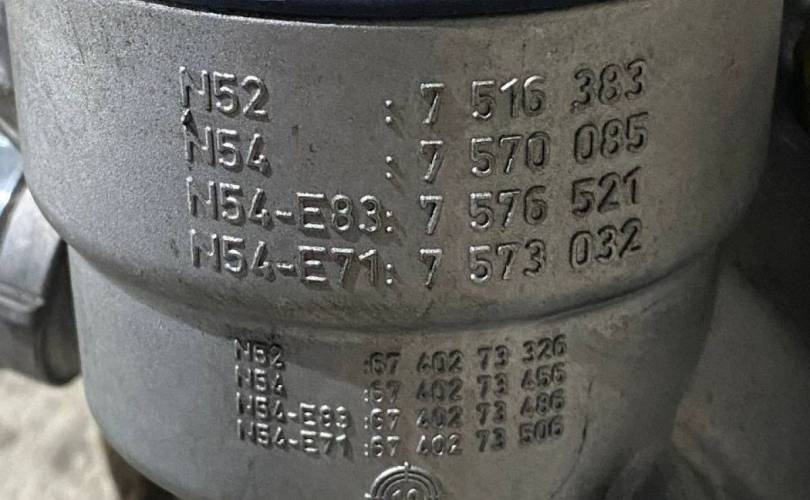 N52 : 7 516 383
N54 : 7 570 085
N54-E83: 7 576 521
N54-E71: 7 573 032
N52 :67 402 73 326
N54 :67 402 73 456
N54-E83 :67 402 73 486
N54-E71 :67 402 73 506